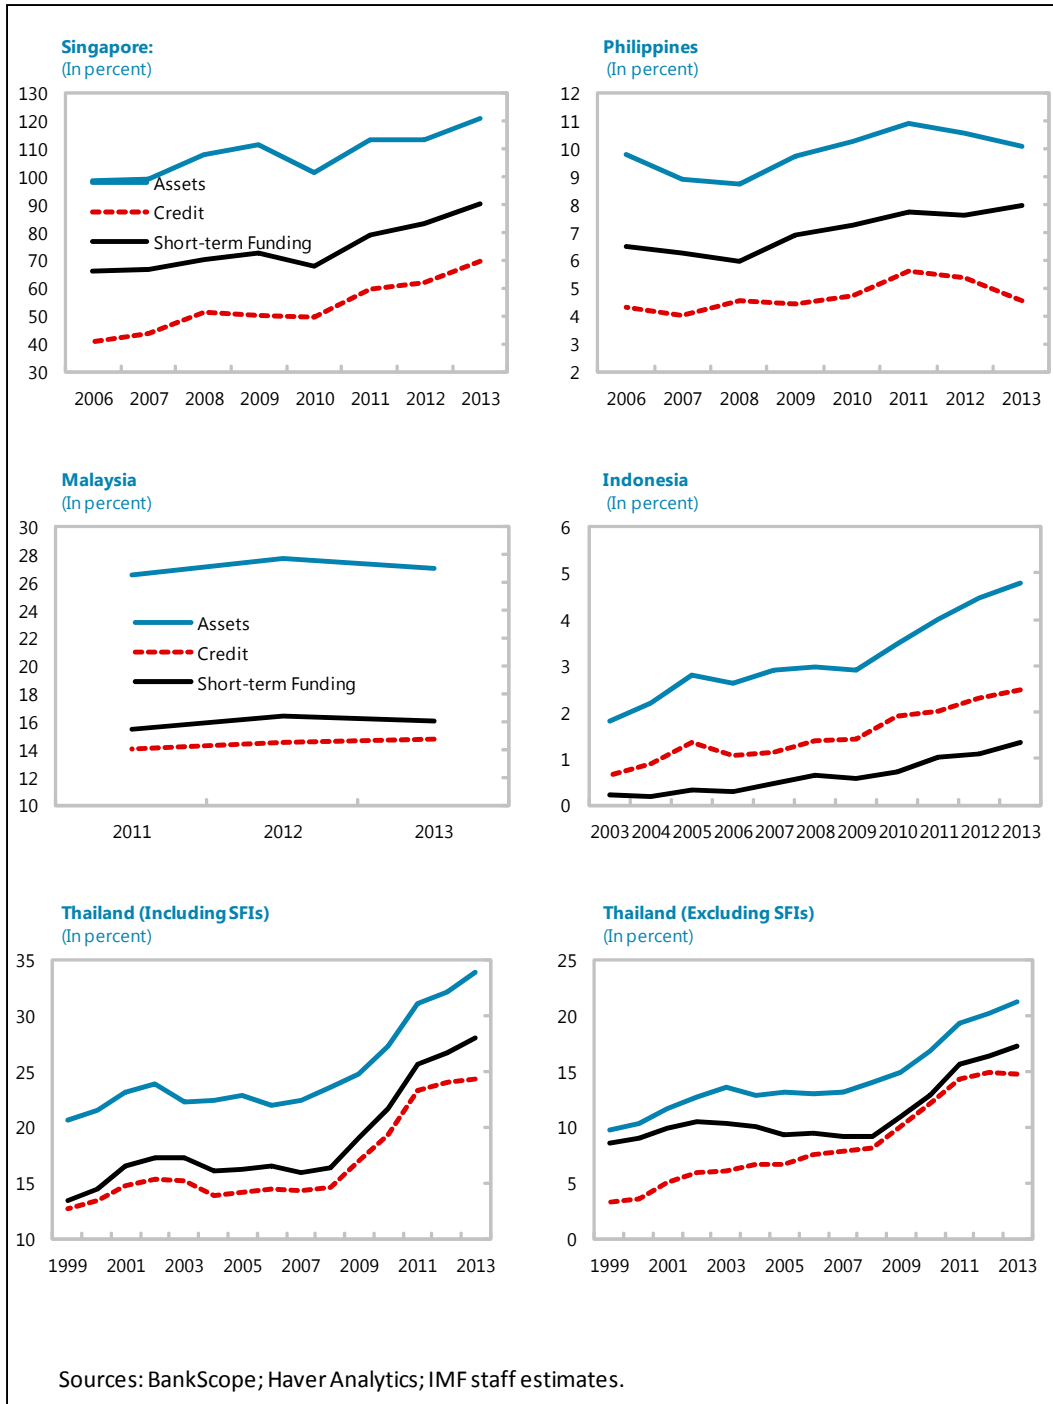 Singapore:
(In percent)
130
120
110
100
90
80
70
60
50
40
30
Assets
Credit
Short-term Funding
2006 2007 2008 2009 2010 2011 2012 2013
Philippines
(In percent)
12
11
10
9
8
7
6
5
4
3
2
2006 2007 2008 2009 2010 2011 2012 2013
Malaysia
(In percent)
30
28
26
24
22
20
18
16
14
12
10
Assets
Credit
Short-term Funding
2011 2012 2013
Indonesia
(In percent)
6
5
4
3
2
1
0
2003 2004 2005 2006 2007 2008 2009 2010 2011 2012 2013
Thailand (Including SFIs)
(In percent)
35
30
25
20
15
10
1999 2001 2003 2005 2007 2009 2011 2013
Thailand (Excluding SFIs)
(In percent)
25
20
15
10
5
0
1999 2001 2003 2005 2007 2009 2011 2013
Sources: BankScope; Haver Analytics; IMF staff estimates.